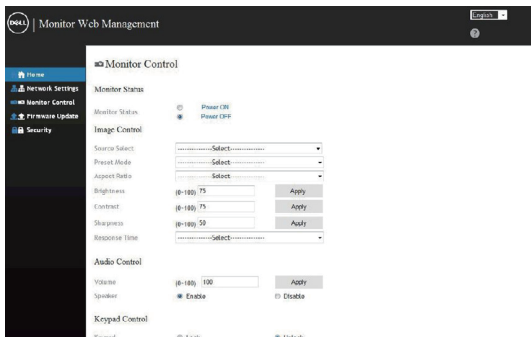 DELL Monitor Web Management
English
?
Home
Network Settings
Monitor Control
Firmware Update
Security
Monitor Control
Monitor Status
Monitor Status
Power ON
Power OFF
Image Control
Source Select
---------------Select---------------
Preset Mode
---------------Select---------------
Aspect Ratio
---------------Select---------------
Brightness (0~100) 75 Apply
Contrast (0~100) 75 Apply
Sharpness (0~100) 50 Apply
Response Time
---------------Select---------------
Audio Control
Volume (0~100) 100 Apply
Speaker Enable Disable
Keypad Control